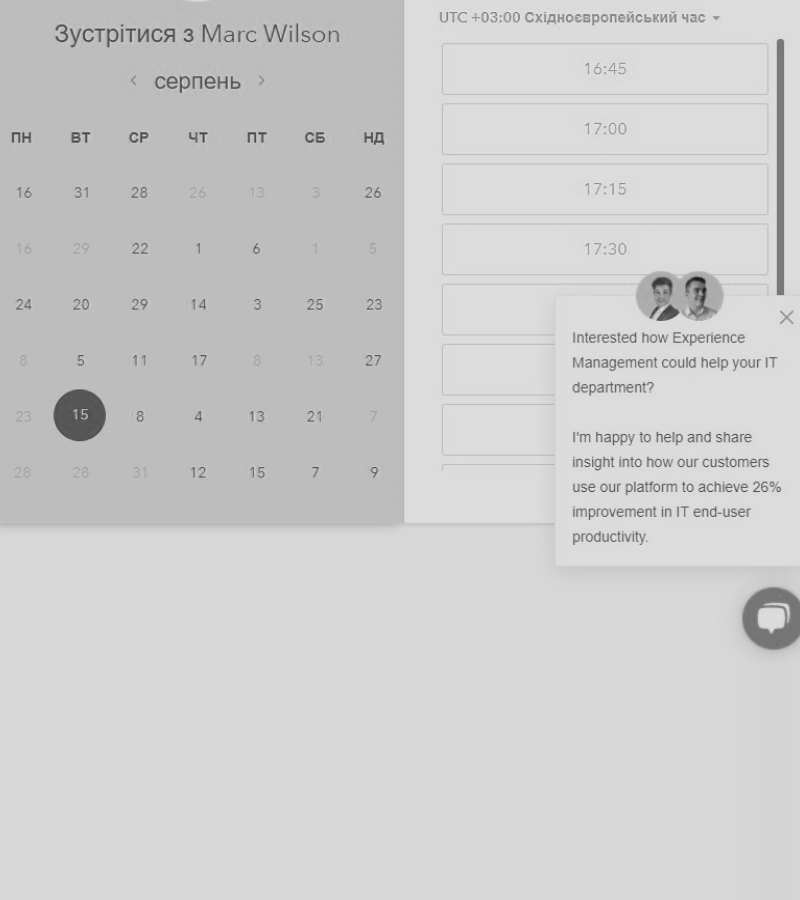 Зустрітися з Marc Wilson
серпень
ПН ВТ СР ЧТ ПТ СБ НД
16 31 28 26 13 3 26
16 29 22 1 6 1 5
24 20 29 14 3 25 23
8 5 11 17 8 13 27
23 15 8 4 13 21 7
28 28 31 12 15 7 9
UTC +03:00 Східноєвропейський час
16:45
17:00
17:15
17:30
Interested how Experience
Management could help your IT
department?
I'm happy to help and share
insight into how our customers
use our platform to achieve 26%
improvement in IT end-user
productivity.